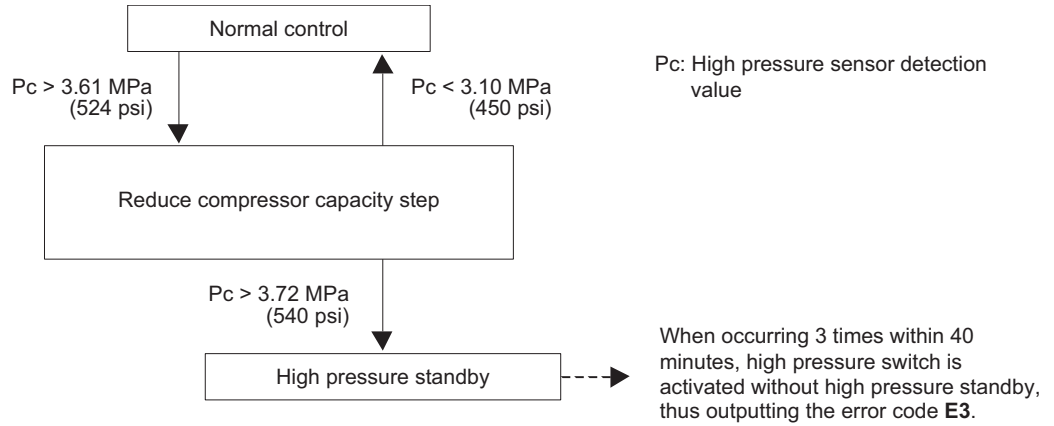 Normal control
Pc > 3.61 MPa
(524 psi)
Pc < 3.10 MPa
(450 psi)
Pc: High pressure sensor detection
value
Reduce compressor capacity step
Pc > 3.72 MPa
(540 psi)
High pressure standby
When occurring 3 times within 40
minutes, high pressure switch is
activated without high pressure standby,
thus outputting the error code E3.